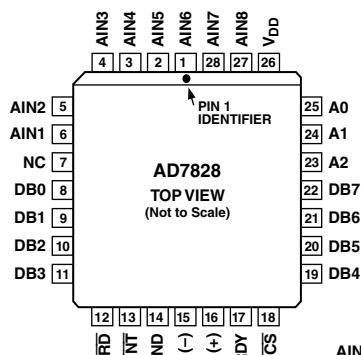 AIN3 AIN4 AIN5 AIN6 AIN7 AIN8 VDD
4 3 2 1 28 27 26
PIN 1
IDENTIFIER
AIN2 5
AIN1 6
NC 7
DB0 8
DB1 9
DB2 10
DB3 11
AD7828
TOP VIEW
(Not to Scale)
25 A0
24 A1
23 A2
22 DB7
21 DB6
20 DB5
19 DB4
12 13 14 15 16 17 18
RD (–) (+) CS
AIN